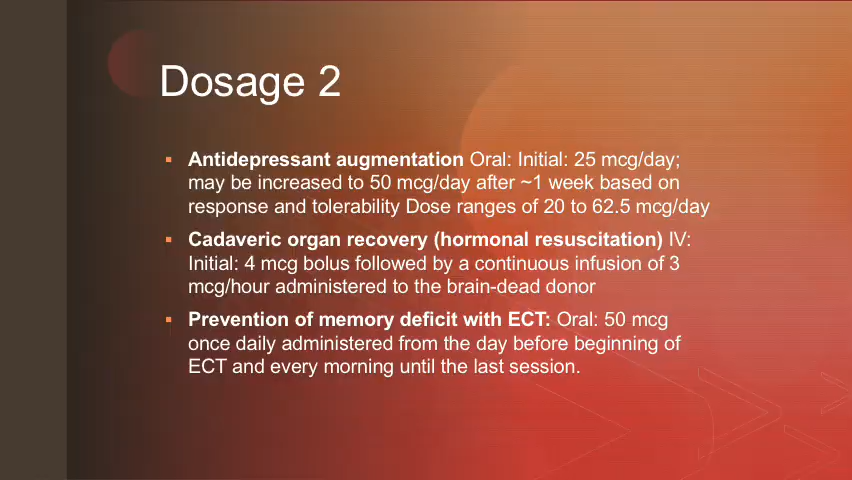 Dosage 2
▪ Antidepressant augmentation Oral: Initial: 25 mcg/day;
may be increased to 50 mcg/day after ~1 week based on
response and tolerability Dose ranges of 20 to 62.5 mcg/day
▪ Cadaveric organ recovery (hormonal resuscitation) IV:
Initial: 4 mcg bolus followed by a continuous infusion of 3
mcg/hour administered to the brain-dead donor
▪ Prevention of memory deficit with ECT: Oral: 50 mcg
once daily administered from the day before beginning of
ECT and every morning until the last session.